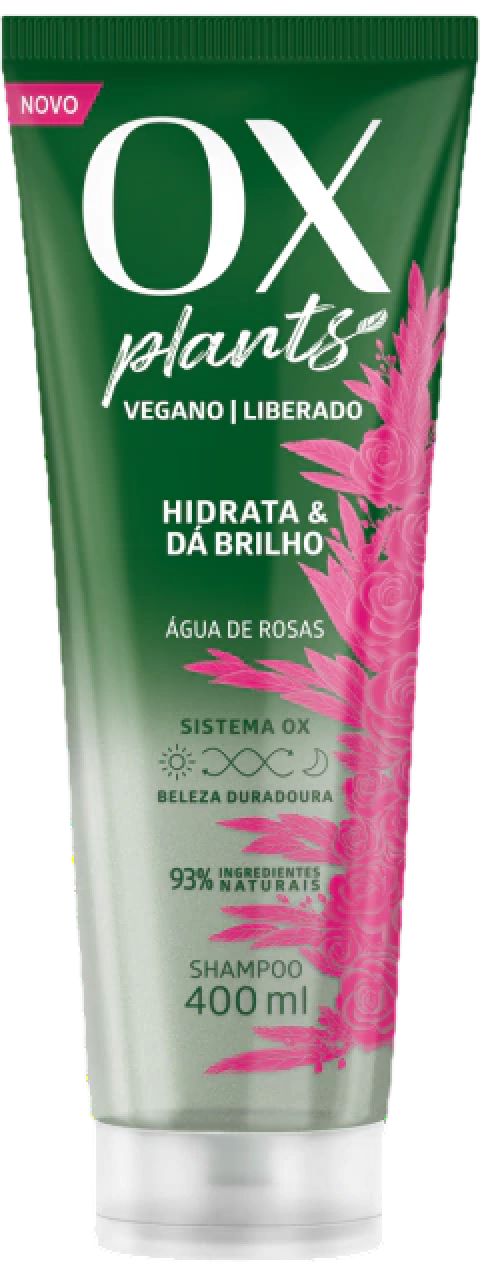 NOVO
OX
plants
VEGANO | LIBERADO
HIDRATA &
DÁ BRILHO
ÁGUA DE ROSAS
SISTEMA OX
BELEZA DURADOURA
93% INGREDIENTES
NATURAIS
SHAMPOO
400 ml